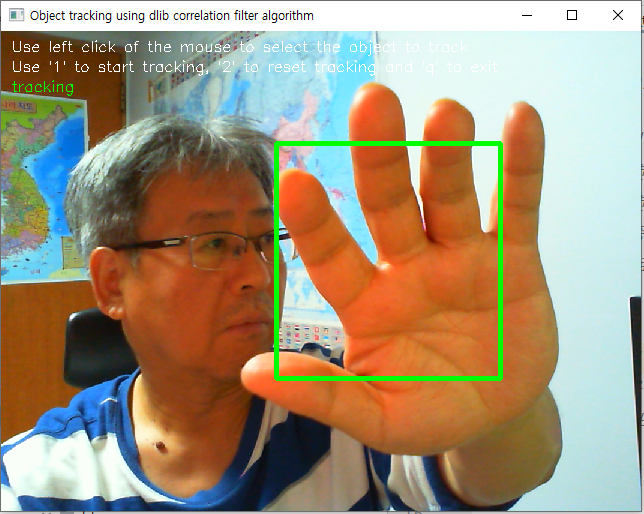 Object tracking using dlib correlation filter algorithm
Use left click of the mouse to select the object to track
Use '1' to start tracking, '2' to reset tracking and 'q' to exit
tracking